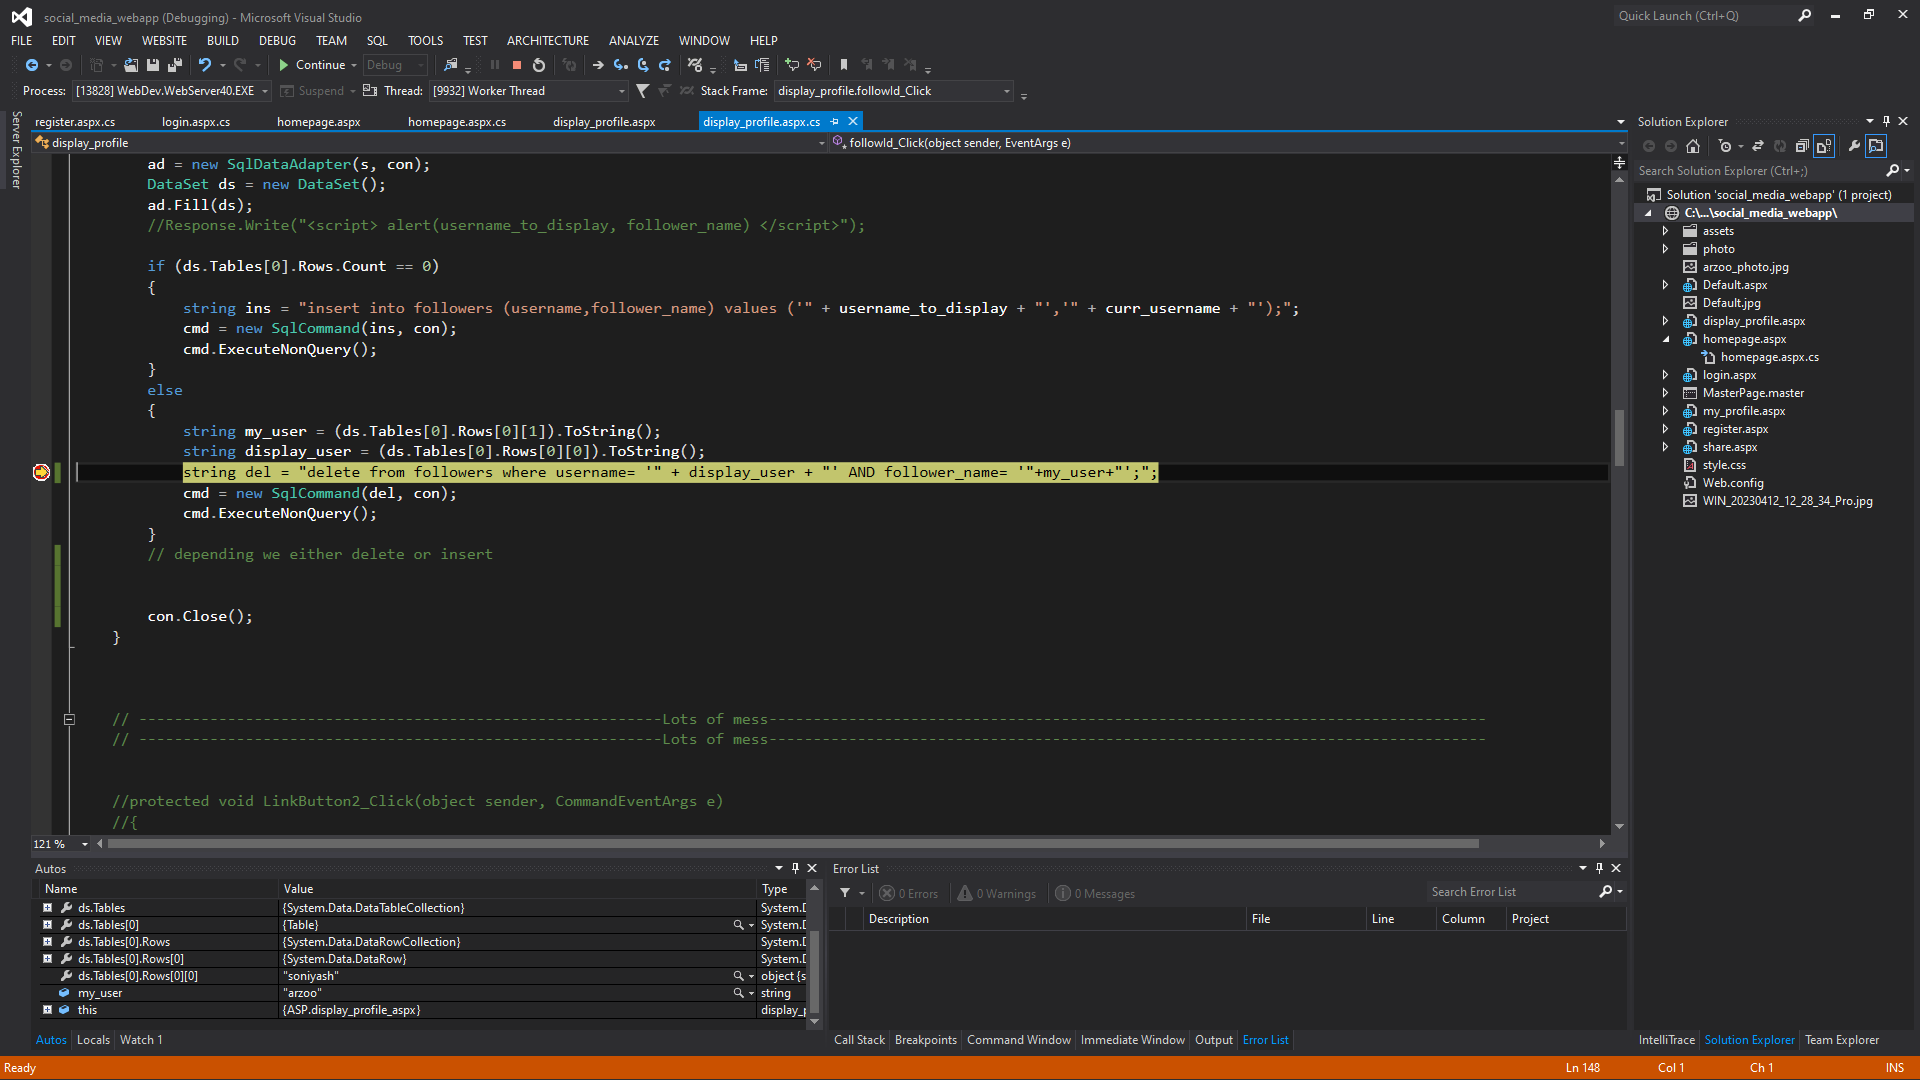 social_media_webapp (Debugging) - Microsoft Visual Studio
Quick Launch (Ctrl+Q)
FILE EDIT VIEW WEBSITE BUILD DEBUG TEAM SQL TOOLS TEST ARCHITECTURE ANALYZE WINDOW HELP
Continue Debug
Process: [13828] WebDev.WebServer40.EXE Suspend Thread: [9932] Worker Thread Stack Frame: display_profile.followId_Click
Server Explorer
register.aspx.cs login.aspx.cs homepage.aspx homepage.aspx.cs display_profile.aspx display_profile.aspx.cs
display_profile followId_Click(object sender, EventArgs e)
ad = new SqlDataAdapter(s, con);
DataSet ds = new DataSet();
ad.Fill(ds);
//Response.Write("<script> alert(username_to_display, follower_name) </script>");
if (ds.Tables[0].Rows.Count == 0)
{
string ins = "insert into followers (username,follower_name) values ('" + username_to_display + "','" + curr_username + "');";
cmd = new SqlCommand(ins, con);
cmd.ExecuteNonQuery();
}
else
{
string my_user = (ds.Tables[0].Rows[0][1]).ToString();
string display_user = (ds.Tables[0].Rows[0][0]).ToString();
string del = "delete from followers where username= '" + display_user + "' AND follower_name= '"+my_user+"';";
cmd = new SqlCommand(del, con);
cmd.ExecuteNonQuery();
}
// depending we either delete or insert
con.Close();
}
// -----------------------------------------------------------Lots of mess---------------------------------------------------------------------------------
// -----------------------------------------------------------Lots of mess---------------------------------------------------------------------------------
//protected void LinkButton2_Click(object sender, CommandEventArgs e)
//{
121 %
Autos
Name Value Type
ds.Tables {System.Data.DataTableCollection} System.D
ds.Tables[0] {Table} System.D
ds.Tables[0].Rows {System.Data.DataRowCollection} System.D
ds.Tables[0].Rows[0] {System.Data.DataRow} System.D
ds.Tables[0].Rows[0][0] "soniyash" object {s
my_user "arzoo" string
this {ASP.display_profile_aspx} display_p
Autos Locals Watch 1
Error List
0 Errors 0 Warnings 0 Messages Search Error List
Description File Line Column Project
Call Stack Breakpoints Command Window Immediate Window Output Error List
Solution Explorer
Search Solution Explorer (Ctrl+;)
Solution 'social_media_webapp' (1 project)
C:\...\social_media_webapp\
assets
photo
arzoo_photo.jpg
Default.aspx
Default.jpg
display_profile.aspx
homepage.aspx
homepage.aspx.cs
login.aspx
MasterPage.master
my_profile.aspx
register.aspx
share.aspx
style.css
Web.config
WIN_20230412_12_28_34_Pro.jpg
IntelliTrace Solution Explorer Team Explorer
Ready Ln 148 Col 1 Ch 1 INS